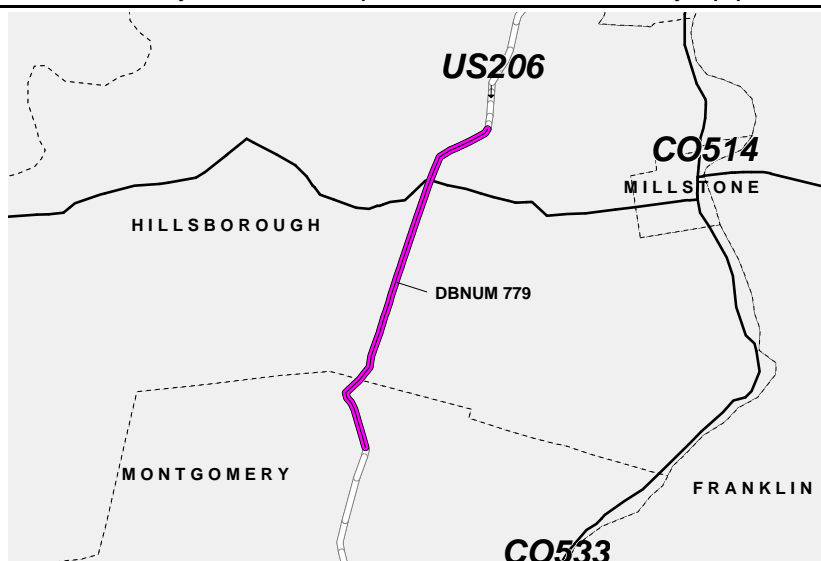 US206
CO514
MILLSTONE
HILLSBOROUGH
DBNUM 779
MONTGOMERY
FRANKLIN
CO533